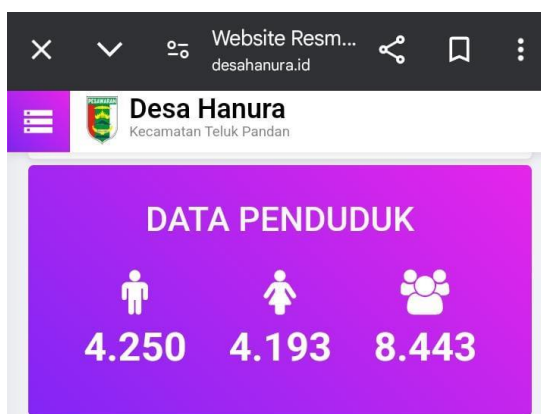 Website Resm...
desahanura.id
PESAWARAN
Desa Hanura
Kecamatan Teluk Pandan
DATA PENDUDUK
4.250 4.193 8.443